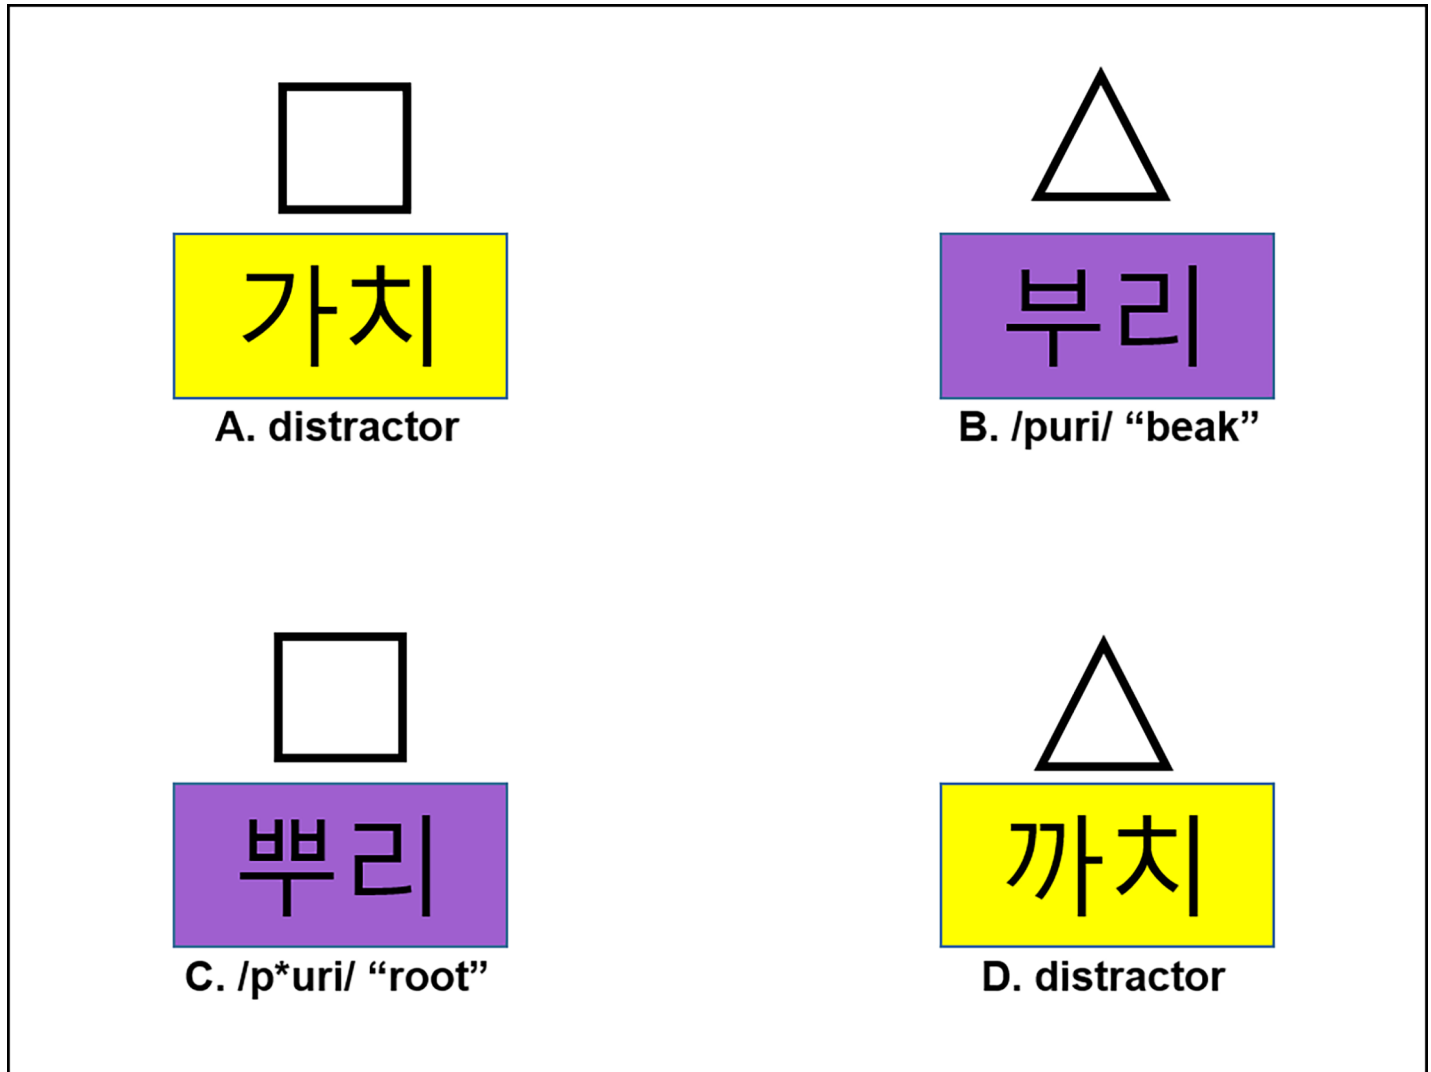 가치
A. distractor
부리
B. /puri/ “beak”
뿌리
C. /p*uri/ “root”
까치
D. distractor